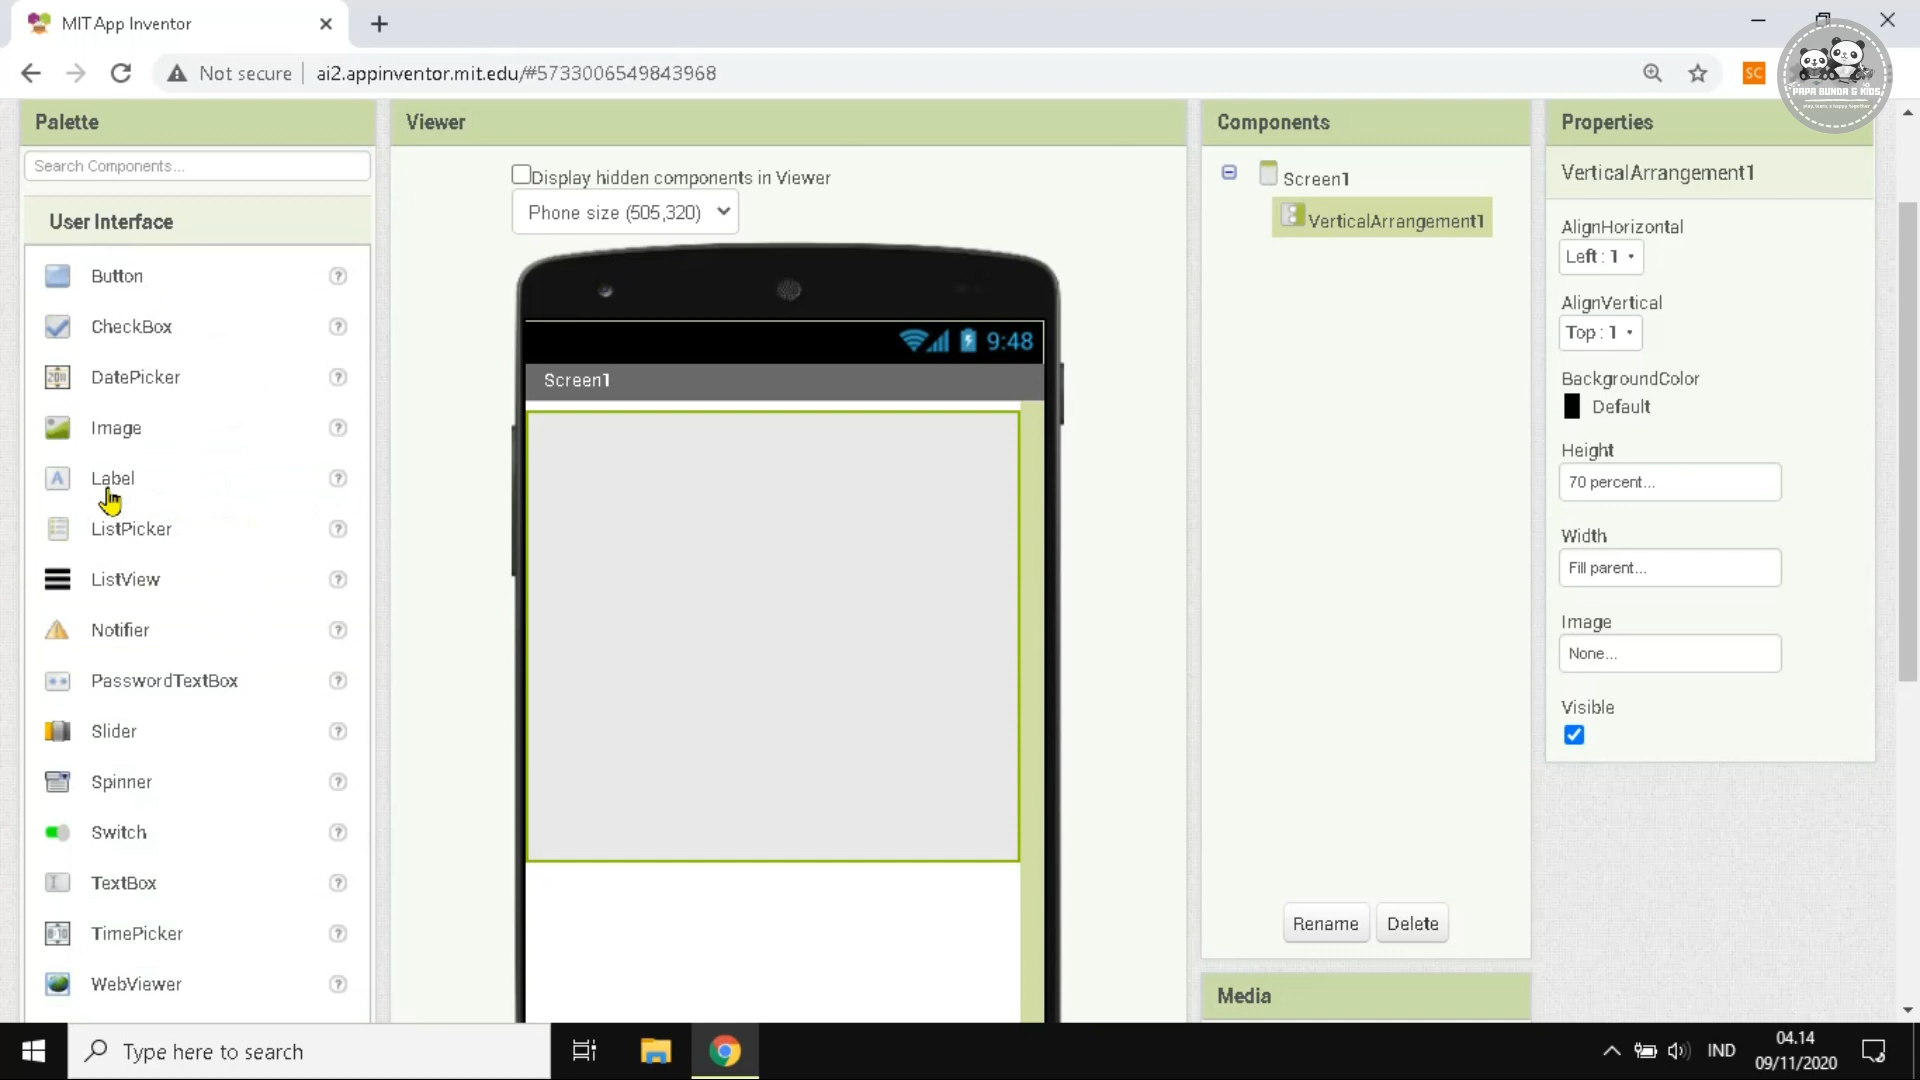 MIT App Inventor
Not secure
ai2.appinventor.mit.edu/#5733006549843968
SC
PAPA BUNDA & KIDS
Palette
Search Components...
User Interface
Button
?
CheckBox
?
DatePicker
?
Image
?
Label
?
ListPicker
?
ListView
?
Notifier
?
PasswordTextBox
?
Slider
?
Spinner
?
Switch
?
TextBox
?
TimePicker
?
WebViewer
?
Viewer
Display hidden components in Viewer
Phone size (505,320)
9:48
Screen1
Components
Screen1
VerticalArrangement1
Rename
Delete
Media
Properties
VerticalArrangement1
AlignHorizontal
Left : 1
AlignVertical
Top : 1
BackgroundColor
Default
Height
70 percent...
Width
Fill parent...
Image
None...
Visible
Type here to search
IND
04.14
09/11/2020